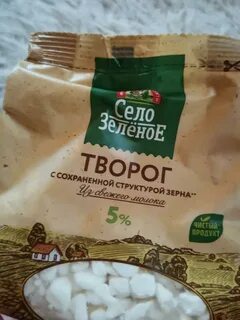 Село
Зелёное
ТВОРОГ
С СОХРАНЕННОЙ СТРУКТУРОЙ ЗЕРНА**
Из свежего молока
5%
ЧИСТЫЙ
ПРОДУКТ